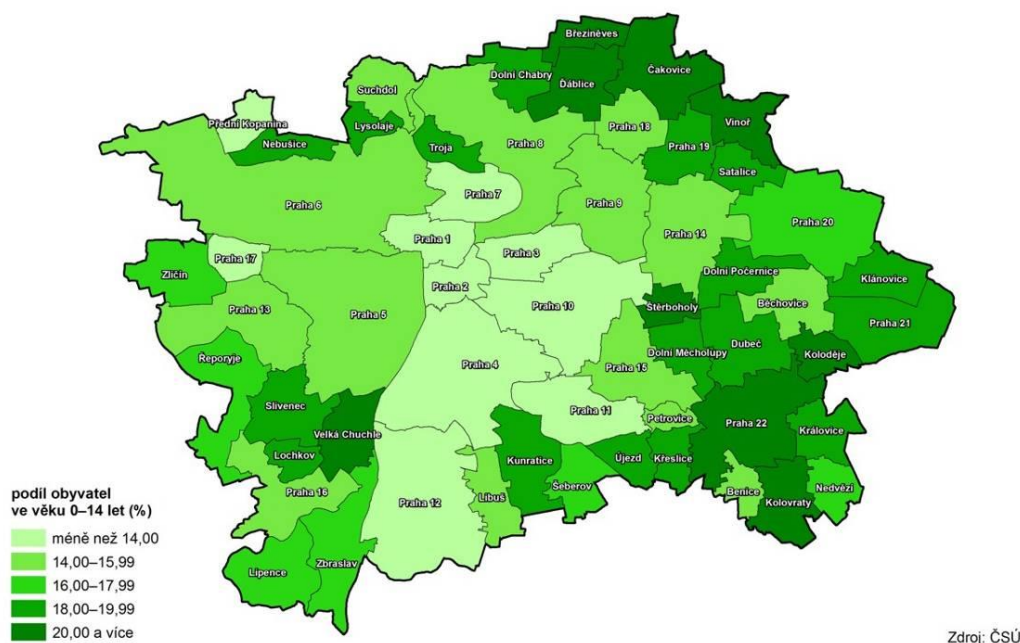 Březiněves
Dolní Chabry
Čakovice
Ďáblice
Suchdol
Přední Kopanina
Lysolaje
Vinoř
Praha 18
Nebušice
Troja
Praha 8
Praha 19
Satalice
Praha 7
Praha 6
Praha 9
Praha 20
Praha 14
Praha 1
Praha 3
Praha 17
Zličín
Dolní Počernice
Klánovice
Praha 2
Praha 10
Štěrboholy
Běchovice
Praha 13
Praha 5
Praha 21
Dubeč
Řeporyje
Dolní Měcholupy
Koloděje
Praha 4
Praha 15
Slivenec
Praha 11
Petrovice
Velká Chuchle
Praha 22
Královice
Lochkov
Kunratice
Újezd
Křeslice
Šeberov
Praha 16
Praha 12
Libuš
Benice
Nedvězí
Kolovraty
Zbraslav
Lipence
podíl obyvatel
ve věku 0–14 let (%)
méně než 14,00
14,00–15,99
16,00–17,99
18,00–19,99
20,00 a více
Zdroj: ČSÚ